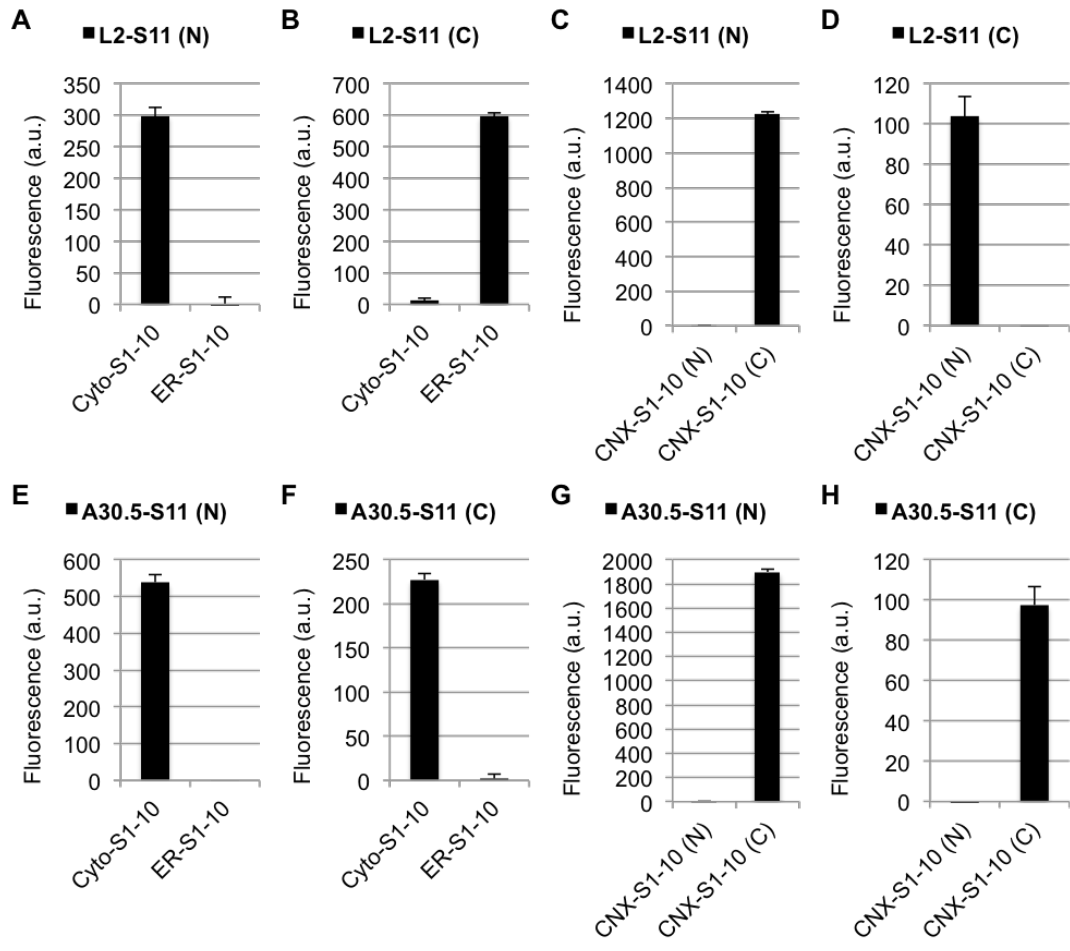 A
L2-S11 (N)
Fluorescence (a.u.)
350
300
250
200
150
100
50
0
Cyto-S1-10
ER-S1-10
B
L2-S11 (C)
Fluorescence (a.u.)
700
600
500
400
300
200
100
0
Cyto-S1-10
ER-S1-10
C
L2-S11 (N)
Fluorescence (a.u.)
1400
1200
1000
800
600
400
200
0
CNX-S1-10 (N)
CNX-S1-10 (C)
D
L2-S11 (C)
Fluorescence (a.u.)
120
100
80
60
40
20
0
CNX-S1-10 (N)
CNX-S1-10 (C)
E
A30.5-S11 (N)
Fluorescence (a.u.)
600
500
400
300
200
100
0
Cyto-S1-10
ER-S1-10
F
A30.5-S11 (C)
Fluorescence (a.u.)
250
200
150
100
50
0
Cyto-S1-10
ER-S1-10
G
A30.5-S11 (N)
Fluorescence (a.u.)
2000
1800
1600
1400
1200
1000
800
600
400
200
0
CNX-S1-10 (N)
CNX-S1-10 (C)
H
A30.5-S11 (C)
Fluorescence (a.u.)
120
100
80
60
40
20
0
CNX-S1-10 (N)
CNX-S1-10 (C)